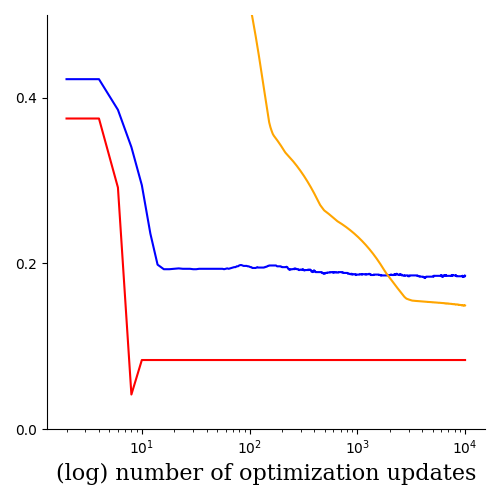 0.4
0.2
0.0
10¹ 10² 10³ 10⁴
(log) number of optimization updates